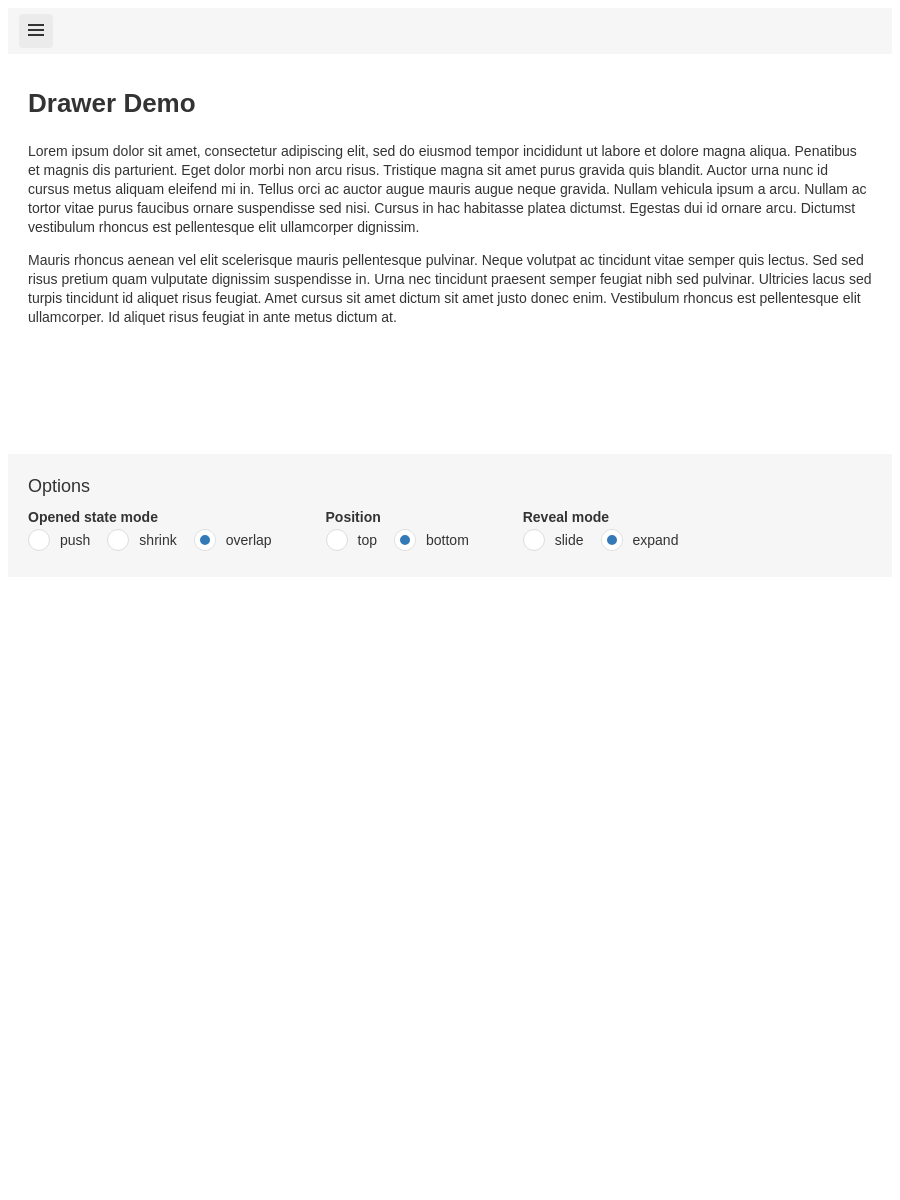 Drawer Demo
Lorem ipsum dolor sit amet, consectetur adipiscing elit, sed do eiusmod tempor incididunt ut labore et dolore magna aliqua. Penatibus
et magnis dis parturient. Eget dolor morbi non arcu risus. Tristique magna sit amet purus gravida quis blandit. Auctor urna nunc id
cursus metus aliquam eleifend mi in. Tellus orci ac auctor augue mauris augue neque gravida. Nullam vehicula ipsum a arcu. Nullam ac
tortor vitae purus faucibus ornare suspendisse sed nisi. Cursus in hac habitasse platea dictumst. Egestas dui id ornare arcu. Dictumst
vestibulum rhoncus est pellentesque elit ullamcorper dignissim.
Mauris rhoncus aenean vel elit scelerisque mauris pellentesque pulvinar. Neque volutpat ac tincidunt vitae semper quis lectus. Sed sed
risus pretium quam vulputate dignissim suspendisse in. Urna nec tincidunt praesent semper feugiat nibh sed pulvinar. Ultricies lacus sed
turpis tincidunt id aliquet risus feugiat. Amet cursus sit amet dictum sit amet justo donec enim. Vestibulum rhoncus est pellentesque elit
ullamcorper. Id aliquet risus feugiat in ante metus dictum at.
Options
Opened state mode Position Reveal mode
push shrink overlap top bottom slide expand